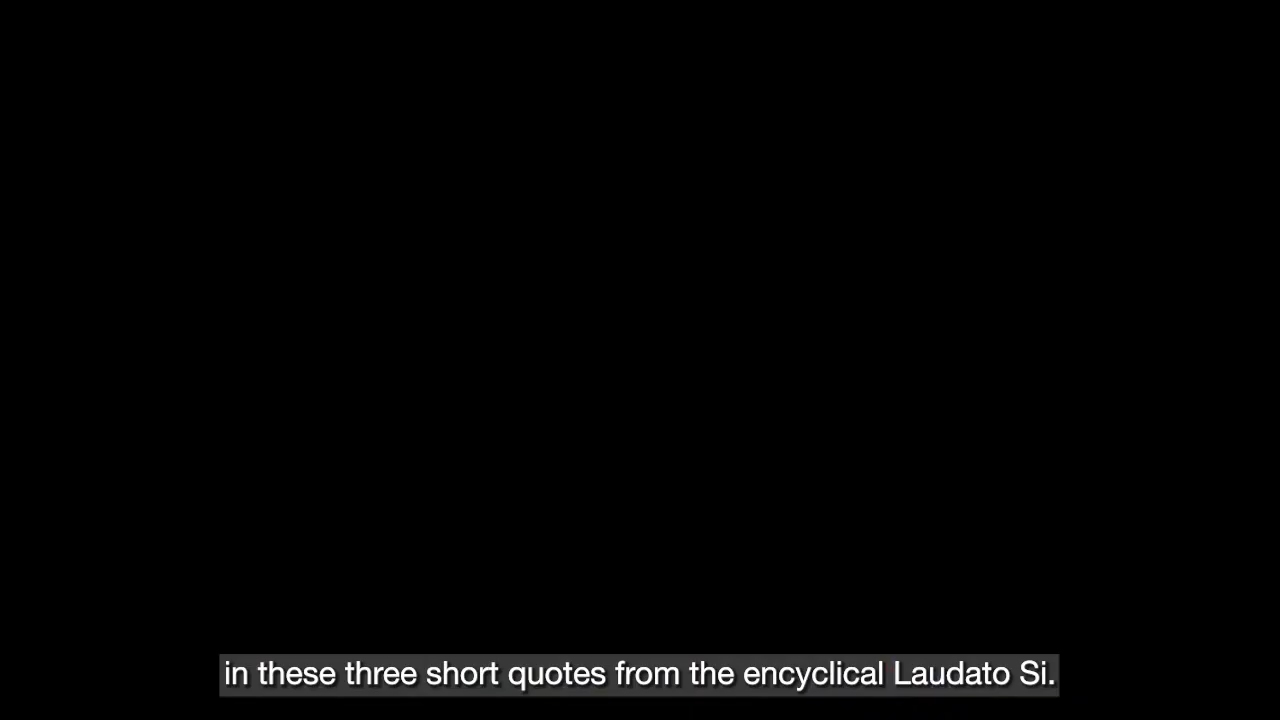 in these three short quotes from the encyclical Laudato Si.